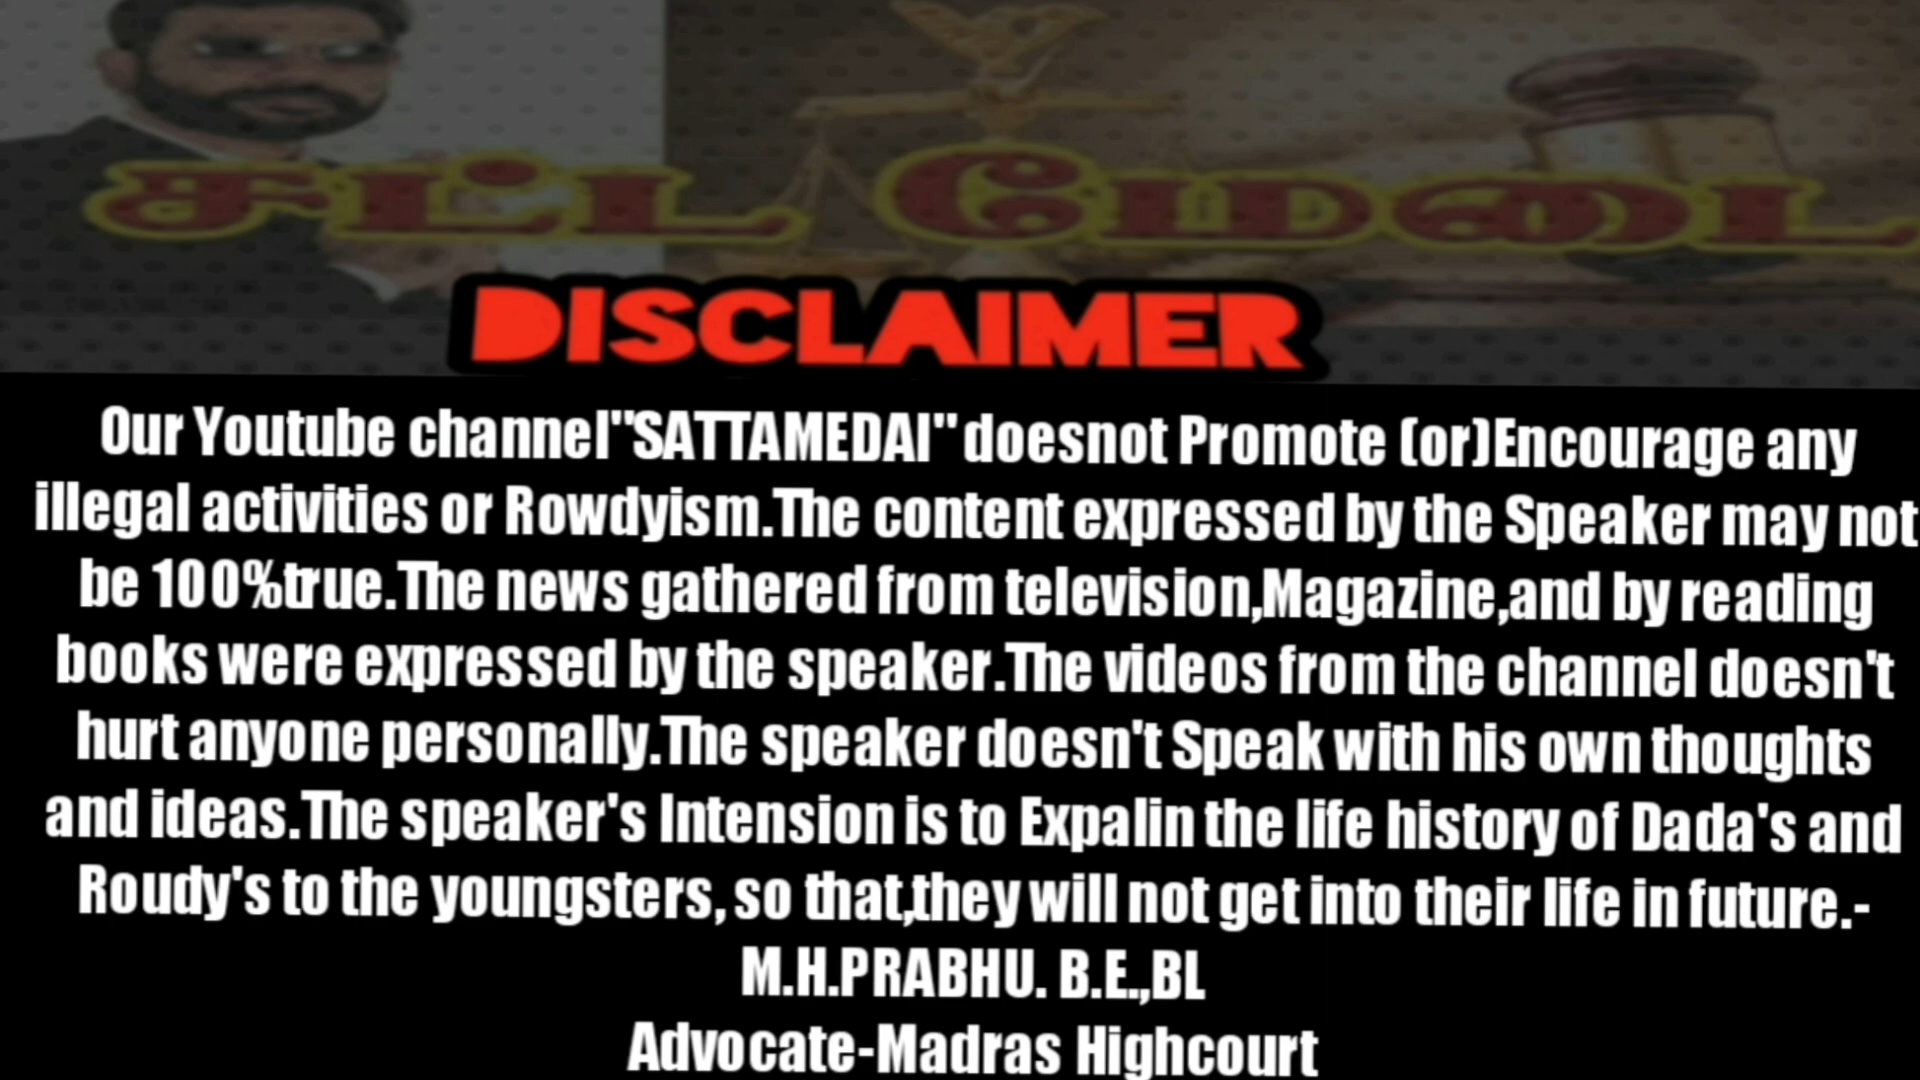 சட்ட மேடை
DISCLAIMER
Our Youtube channel"SATTAMEDAI"doesnot Promote (or)Encourage any
illegal activities or Rowdyism.The content expressed by the Speaker may not
be 100%true.The news gathered from television,Magazine,and by reading
books were expressed by the speaker.The videos from the channel doesn't
hurt anyone personally.The speaker doesn't Speak with his own thoughts
and ideas.The speaker's Intension is to Expalin the life history of Dada's and
Roudy's to the youngsters, so that,they will not get into their life in future.-
M.H.PRABHU. B.E.,BL
Advocate-Madras Highcourt